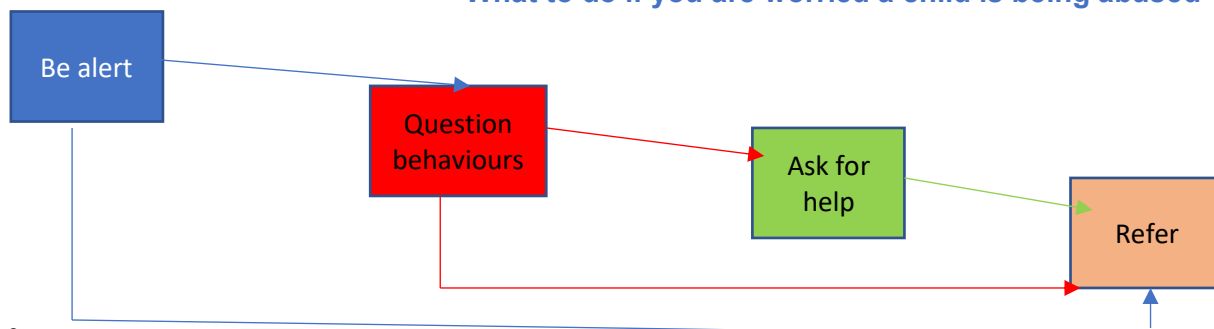 What to do if you are worried a child is being abused
Be alert
Question
behaviours
Ask for
help
Refer